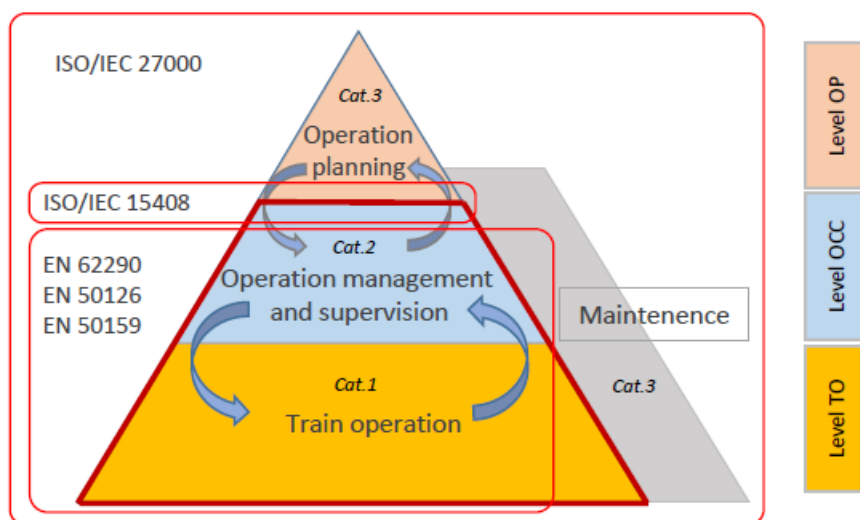 ISO/IEC 27000
Cat.3
Operation
planning
ISO/IEC 15408
Cat.2
EN 62290
EN 50126
EN 50159
Operation management
and supervision
Maintenence
Cat.1
Cat.3
Train operation
Level OP
Level OCC
Level TO